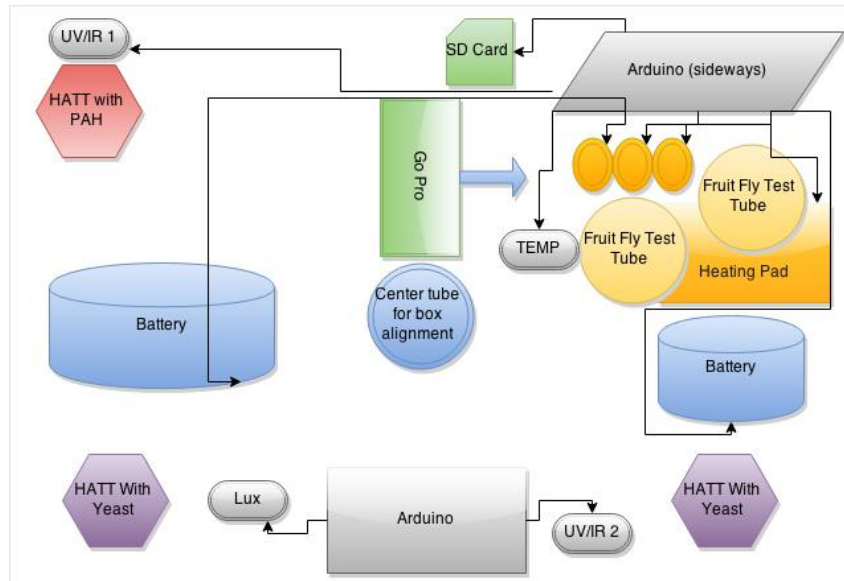 UV/IR 1
SD Card
Arduino (sideways)
HATT with
PAH
Go Pro
Fruit Fly Test
Tube
TEMP
Fruit Fly Test
Tube
Heating Pad
Center tube
for box
alignment
Battery
Battery
HATT With
Yeast
Lux
Arduino
UV/IR 2
HATT With
Yeast